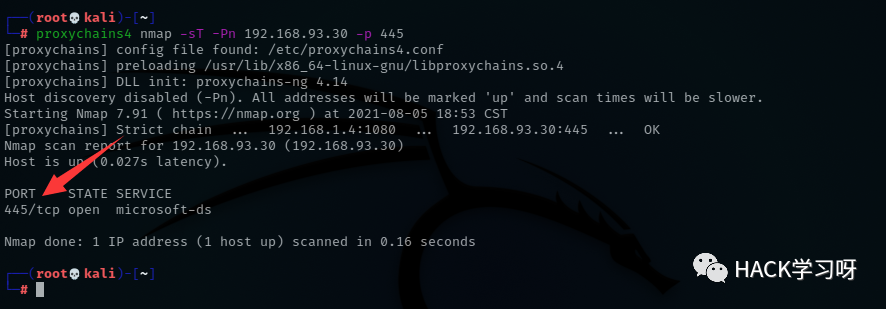 ┌──(root💀kali)-[~]
└─# proxychains4 nmap -sT -Pn 192.168.93.30 -p 445
[proxychains] config file found: /etc/proxychains4.conf
[proxychains] preloading /usr/lib/x86_64-linux-gnu/libproxychains.so.4
[proxychains] DLL init: proxychains-ng 4.14
Host discovery disabled (-Pn). All addresses will be marked 'up' and scan times will be slower.
Starting Nmap 7.91 ( https://nmap.org ) at 2021-08-05 18:53 CST
[proxychains] Strict chain  ...  192.168.1.4:1080  ...  192.168.93.30:445  ...  OK
Nmap scan report for 192.168.93.30 (192.168.93.30)
Host is up (0.027s latency).
PORT    STATE SERVICE
445/tcp open  microsoft-ds
Nmap done: 1 IP address (1 host up) scanned in 0.16 seconds
┌──(root💀kali)-[~]
└─#
HACK学习呀